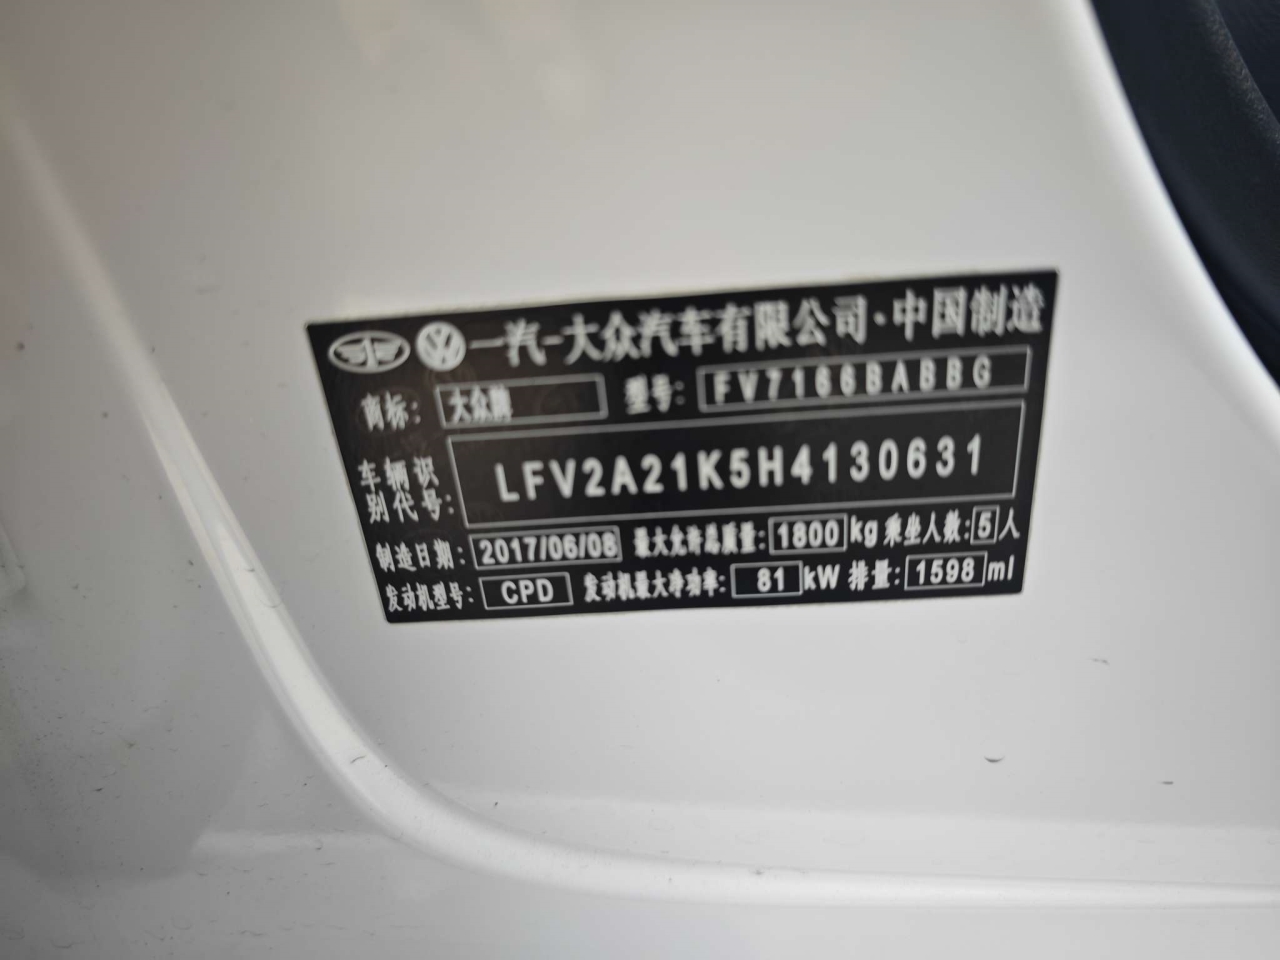 一汽-大众汽车有限公司·中国制造
商标: 大众牌 型号: FV7166BABBG
车辆识别代号: LFV2A21K5H4130631
制造日期: 2017/06/08 最大允许总质量: 1800 kg 乘坐人数: 5 人
发动机型号: CPD 发动机最大净功率: 81 kW 排量: 1598 ml